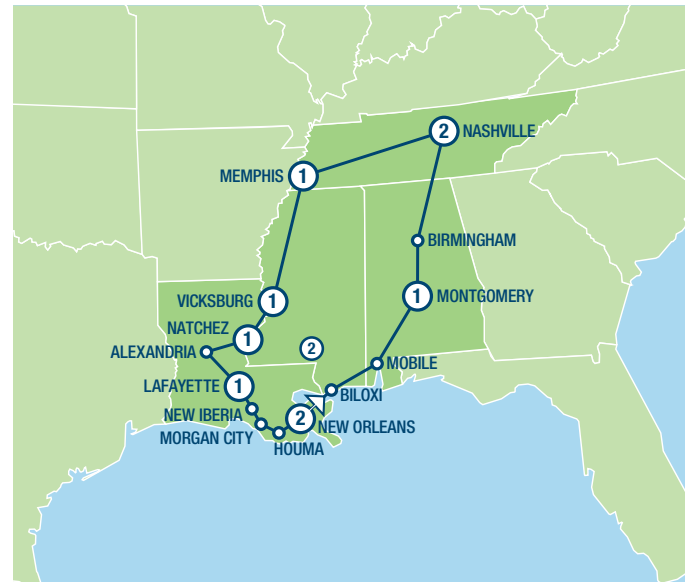 2 NASHVILLE
MEMPHIS 1
BIRMINGHAM
VICKSBURG 1
1 MONTGOMERY
NATCHEZ 1
2
ALEXANDRIA
MOBILE
LAFAYETTE 1
BILOXI
NEW IBERIA
2 NEW ORLEANS
MORGAN CITY
HOUMA